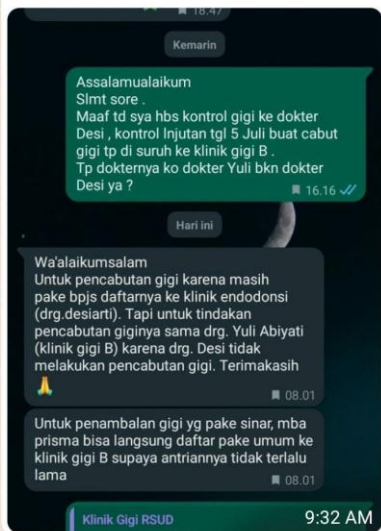 18.47
Kemarin
Assalamualaikum
Slmt sore .
Maaf td sya hbs kontrol gigi ke dokter
Desi , kontrol lnjutan tgl 5 Juli buat cabut
gigi tp di suruh ke klinik gigi B .
Tp dokternya ko dokter Yuli bkn dokter
Desi ya ?
16.16
Hari ini
Wa'alaikumsalam
Untuk pencabutan gigi karena masih
pake bpjs daftarnya ke klinik endodonsi
(drg.desiarti). Tapi untuk tindakan
pencabutan giginya sama drg. Yuli Abiyati
(klinik gigi B) karena drg. Desi tidak
melakukan pencabutan gigi. Terimakasih
🙏
08.01
Untuk penambalan gigi yg pake sinar, mba
prisma bisa langsung daftar pake umum ke
klinik gigi B supaya antriannya tidak terlalu
lama
08.01
Klinik Gigi RSUD
9:32 AM